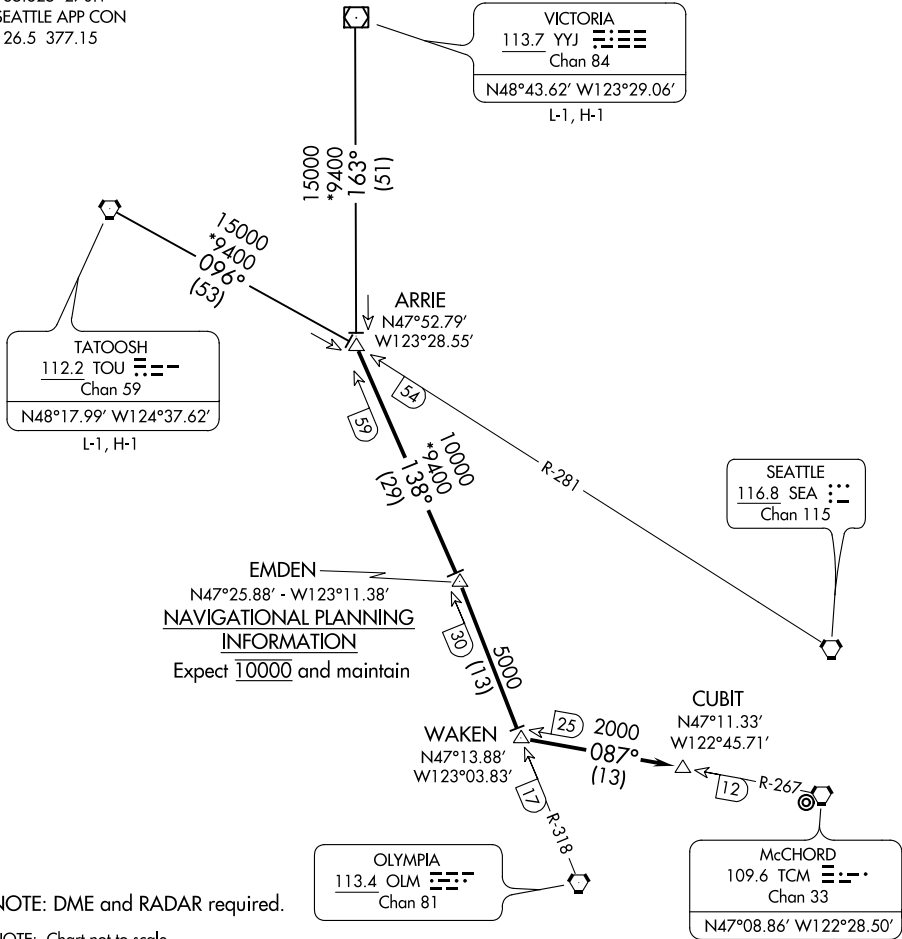 SEATTLE APP CON
26.5 377.15
VICTORIA
113.7 YYJ
Chan 84
N48°43.62' W123°29.06'
L-1, H-1
15000
*9400
163°
(51)
15000
*9400
096°
(53)
ARRIE
N47°52.79'
W123°28.55'
TATOOSH
112.2 TOU
Chan 59
N48°17.99' W124°37.62'
L-1, H-1
54
59
10000
*9400
138°
(29)
R-281
SEATTLE
116.8 SEA
Chan 115
EMDEN
N47°25.88' - W123°11.38'
NAVIGATIONAL PLANNING
INFORMATION
Expect 10000 and maintain
30
5000
(13)
CUBIT
N47°11.33'
W122°45.71'
WAKEN
N47°13.88'
W123°03.83'
25
2000
087°
(13)
12
R-267
17
R-318
OLYMPIA
113.4 OLM
Chan 81
McCHORD
109.6 TCM
Chan 33
N47°08.86' W122°28.50'
NOTE: DME and RADAR required.
NOTE: Chart not to scale